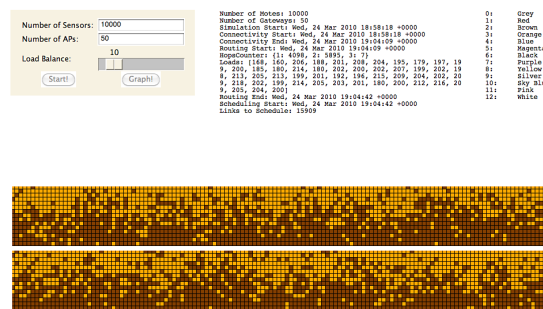 Number of Sensors: 10000
Number of APs: 50
10
Load Balance:
Start! Graph!
Number of Motes: 10000
Number of Gateways: 50
Simulation Start: Wed, 24 Mar 2010 18:58:18 +0000
Connectivity Start: Wed, 24 Mar 2010 18:58:18 +0000
Connectivity End: Wed, 24 Mar 2010 19:04:09 +0000
Routing Start: Wed, 24 Mar 2010 19:04:09 +0000
HopsCounter: {1: 4098, 2: 5895, 3: 7}
Loads: [168, 160, 206, 188, 201, 208, 204, 195, 179, 197, 19
9, 200, 185, 180, 214, 180, 202, 200, 202, 207, 199, 202, 19
8, 213, 205, 213, 199, 201, 192, 196, 215, 209, 204, 202, 20
9, 218, 202, 199, 214, 205, 203, 201, 180, 200, 212, 216, 20
9, 205, 204, 200]
Routing End: Wed, 24 Mar 2010 19:04:42 +0000
Scheduling Start: Wed, 24 Mar 2010 19:04:42 +0000
Links to Schedule: 15909
0: Grey
1: Red
2: Brown
3: Orange
4: Blue
5: Magenta
6: Black
7: Purple
8: Yellow
9: Silver
10: Sky Bl
11: Pink
12: White